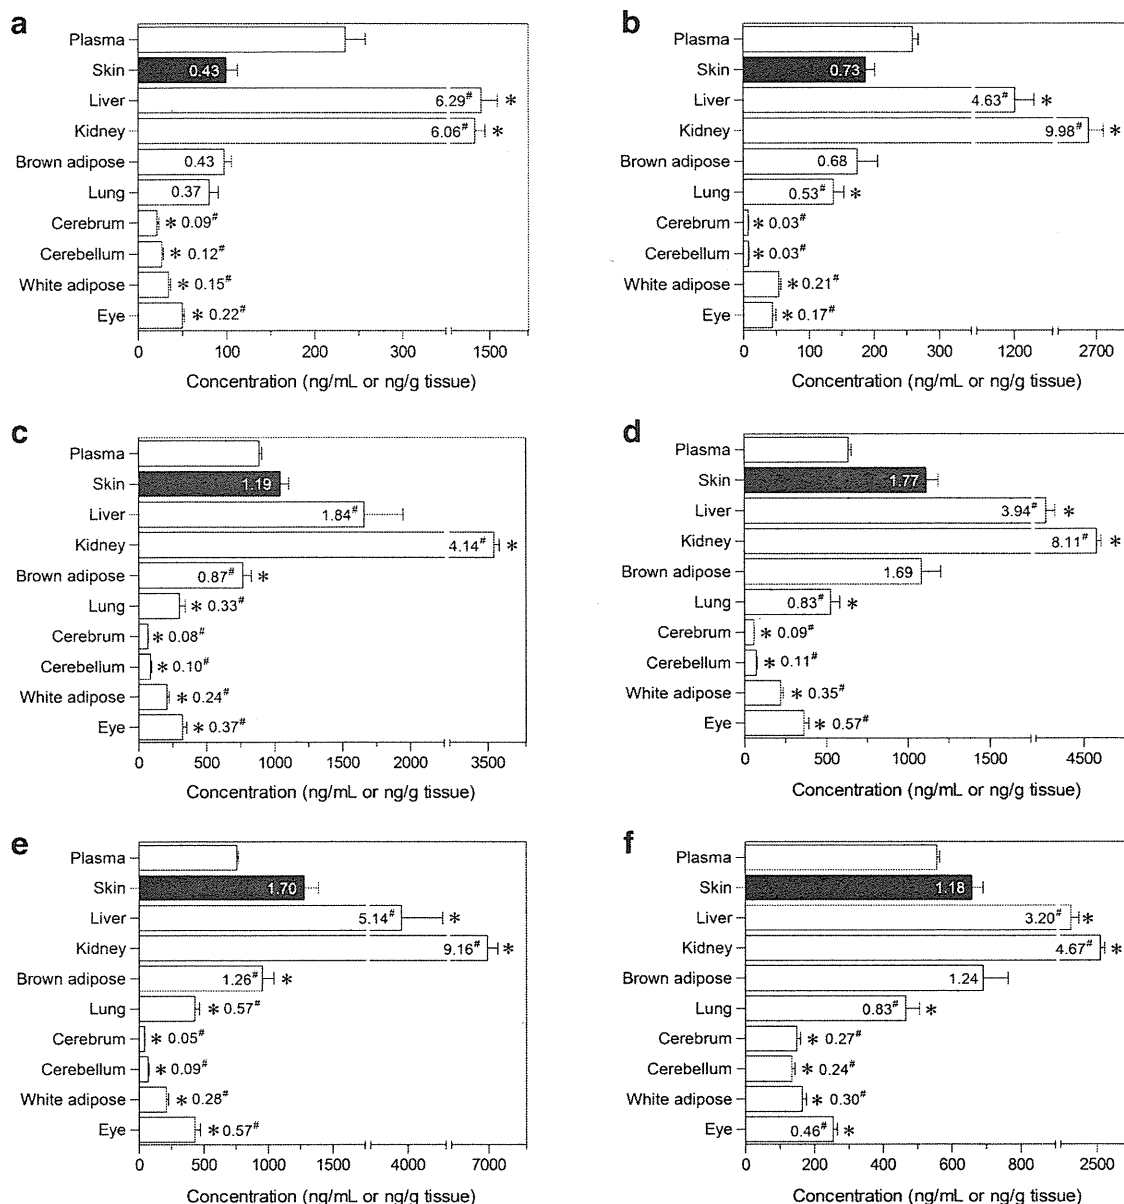 a
Plasma
Skin 0.43
Liver 6.29# *
Kidney 6.06# *
Brown adipose 0.43
Lung 0.37
Cerebrum * 0.09#
Cerebellum * 0.12#
White adipose * 0.15#
Eye * 0.22#
0 100 200 300 1500
Concentration (ng/mL or ng/g tissue)
b
Plasma
Skin 0.73
Liver 4.63# *
Kidney 9.98# *
Brown adipose 0.68
Lung 0.53# *
Cerebrum * 0.03#
Cerebellum * 0.03#
White adipose * 0.21#
Eye * 0.17#
0 100 200 300 1200 2700
Concentration (ng/mL or ng/g tissue)
c
Plasma
Skin 1.19
Liver 1.84#
Kidney 4.14# *
Brown adipose 0.87# *
Lung * 0.33#
Cerebrum * 0.08#
Cerebellum * 0.10#
White adipose * 0.24#
Eye * 0.37#
0 500 1000 1500 2000 3500
Concentration (ng/mL or ng/g tissue)
d
Plasma
Skin 1.77
Liver 3.94# *
Kidney 8.11# *
Brown adipose 1.69
Lung 0.83# *
Cerebrum * 0.09#
Cerebellum * 0.11#
White adipose * 0.35#
Eye * 0.57#
0 500 1000 1500 4500
Concentration (ng/mL or ng/g tissue)
e
Plasma
Skin 1.70
Liver 5.14# *
Kidney 9.16# *
Brown adipose 1.26# *
Lung * 0.57#
Cerebrum * 0.05#
Cerebellum * 0.09#
White adipose * 0.28#
Eye * 0.57#
0 500 1000 1500 4000 7000
Concentration (ng/mL or ng/g tissue)
f
Plasma
Skin 1.18
Liver 3.20# *
Kidney 4.67# *
Brown adipose 1.24
Lung 0.83# *
Cerebrum * 0.27#
Cerebellum * 0.24#
White adipose * 0.30#
Eye 0.46# *
0 200 400 600 800 2500
Concentration (ng/mL or ng/g tissue)